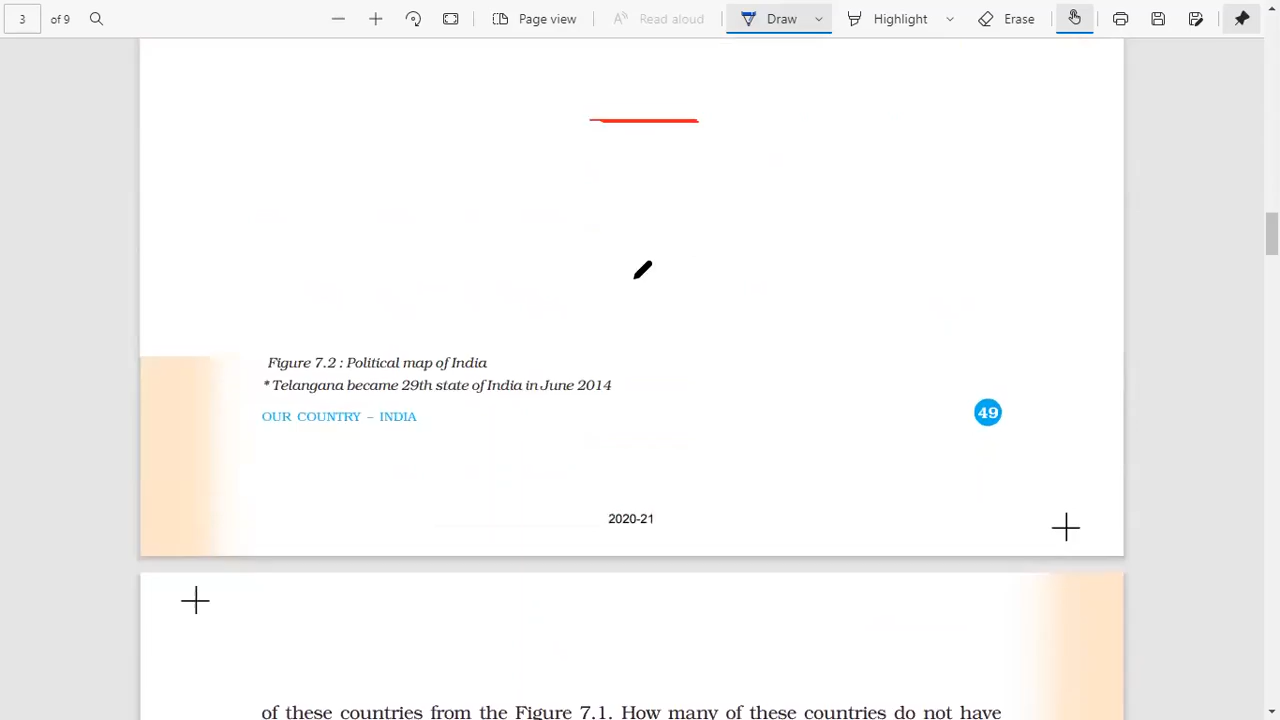 3 of 9 Page view Read aloud Draw Highlight Erase
Figure 7.2 : Political map of India
* Telangana became 29th state of India in June 2014
OUR COUNTRY – INDIA 49
2020-21
of these countries from the Figure 7.1. How many of these countries do not have